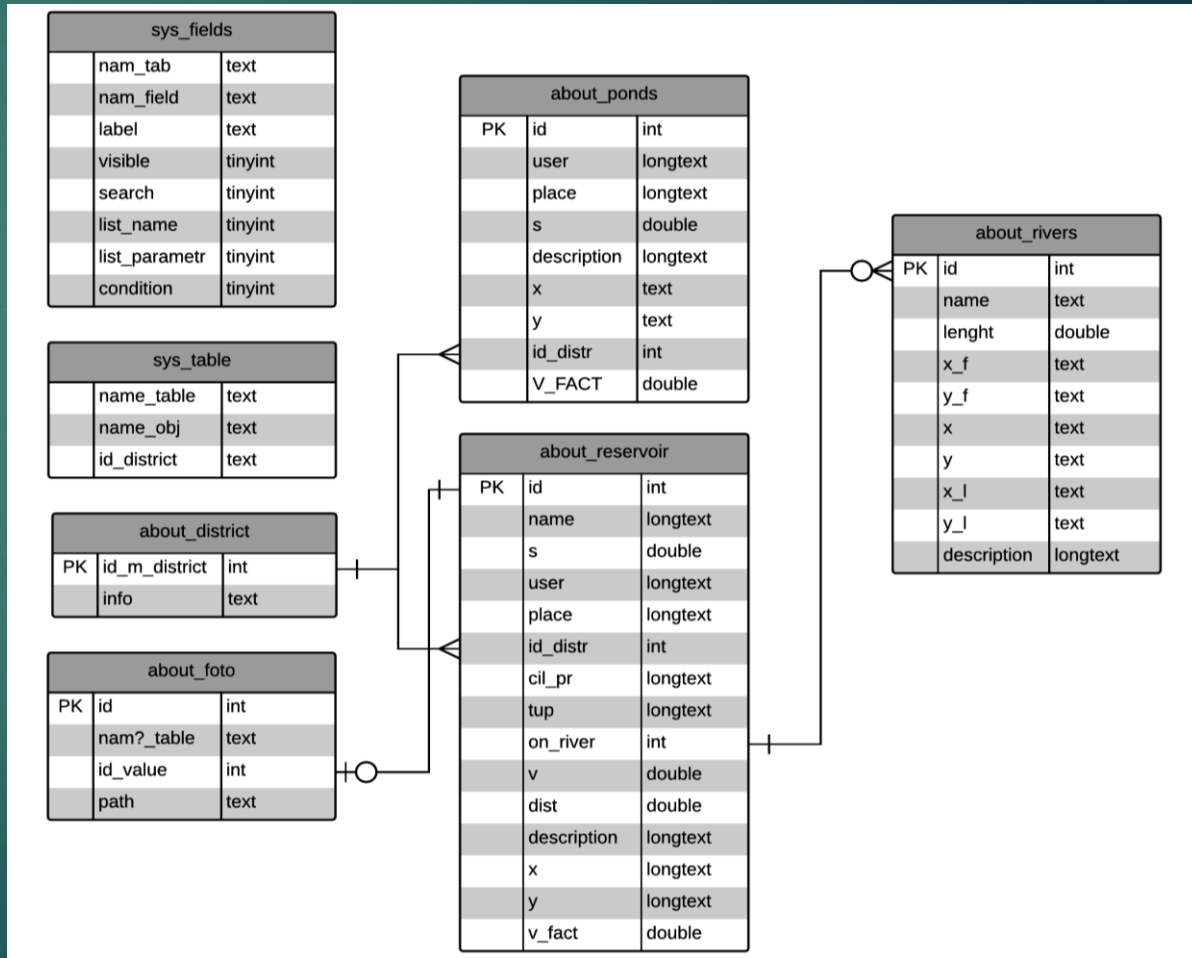 sys_fields
nam_tab text
nam_field text
label text
visible tinyint
search tinyint
list_name tinyint
list_parametr tinyint
condition tinyint
sys_table
name_table text
name_obj text
id_district text
about_district
PK id_m_district int
info text
about_foto
PK id int
nam?_table text
id_value int
path text
about_ponds
PK id int
user longtext
place longtext
s double
description longtext
x text
y text
id_distr int
V_FACT double
about_reservoir
PK id int
name longtext
s double
user longtext
place longtext
id_distr int
cil_pr longtext
tup longtext
on_river int
v double
dist double
description longtext
x longtext
y longtext
v_fact double
about_rivers
PK id int
name text
lenght double
x_f text
y_f text
x text
y text
x_l text
y_l text
description longtext